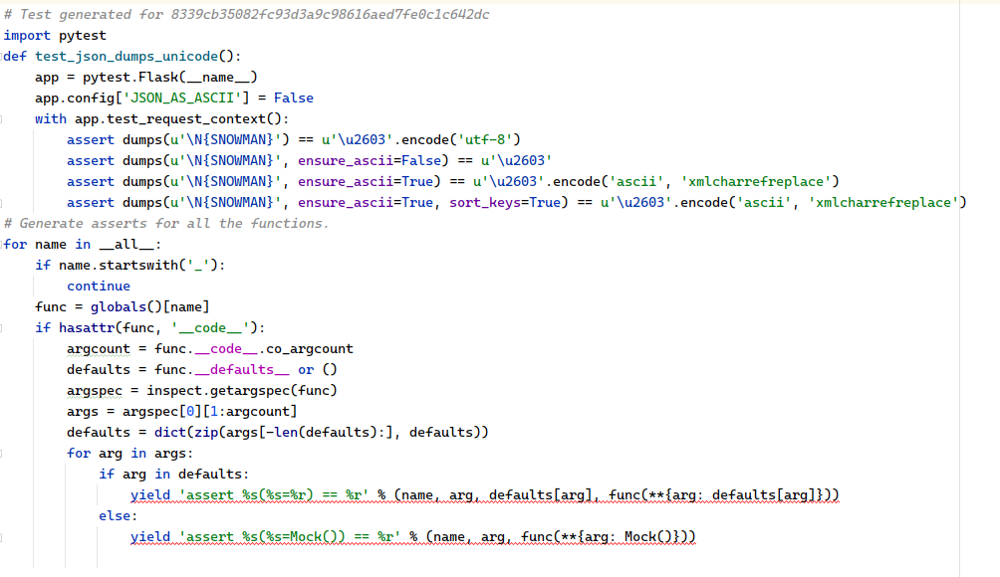 # Test generated for 8339cb35082fc93d3a9c98616aed7fe0c1c642dc
import pytest
def test_json_dumps_unicode():
    app = pytest.Flask(__name__)
    app.config['JSON_AS_ASCII'] = False
    with app.test_request_context():
        assert dumps(u'\N{SNOWMAN}') == u'\u2603'.encode('utf-8')
        assert dumps(u'\N{SNOWMAN}', ensure_ascii=False) == u'\u2603'
        assert dumps(u'\N{SNOWMAN}', ensure_ascii=True) == u'\u2603'.encode('ascii', 'xmlcharrefreplace')
        assert dumps(u'\N{SNOWMAN}', ensure_ascii=True, sort_keys=True) == u'\u2603'.encode('ascii', 'xmlcharrefreplace')
# Generate asserts for all the functions.
for name in __all__:
    if name.startswith('_'):
        continue
    func = globals()[name]
    if hasattr(func, '__code__'):
        argcount = func.__code__.co_argcount
        defaults = func.__defaults__ or ()
        argspec = inspect.getargspec(func)
        args = argspec[0][1:argcount]
        defaults = dict(zip(args[-len(defaults):], defaults))
        for arg in args:
            if arg in defaults:
                yield 'assert %s(%s=%r) == %r' % (name, arg, defaults[arg], func(**{arg: defaults[arg]}))
            else:
                yield 'assert %s(%s=Mock()) == %r' % (name, arg, func(**{arg: Mock()}))